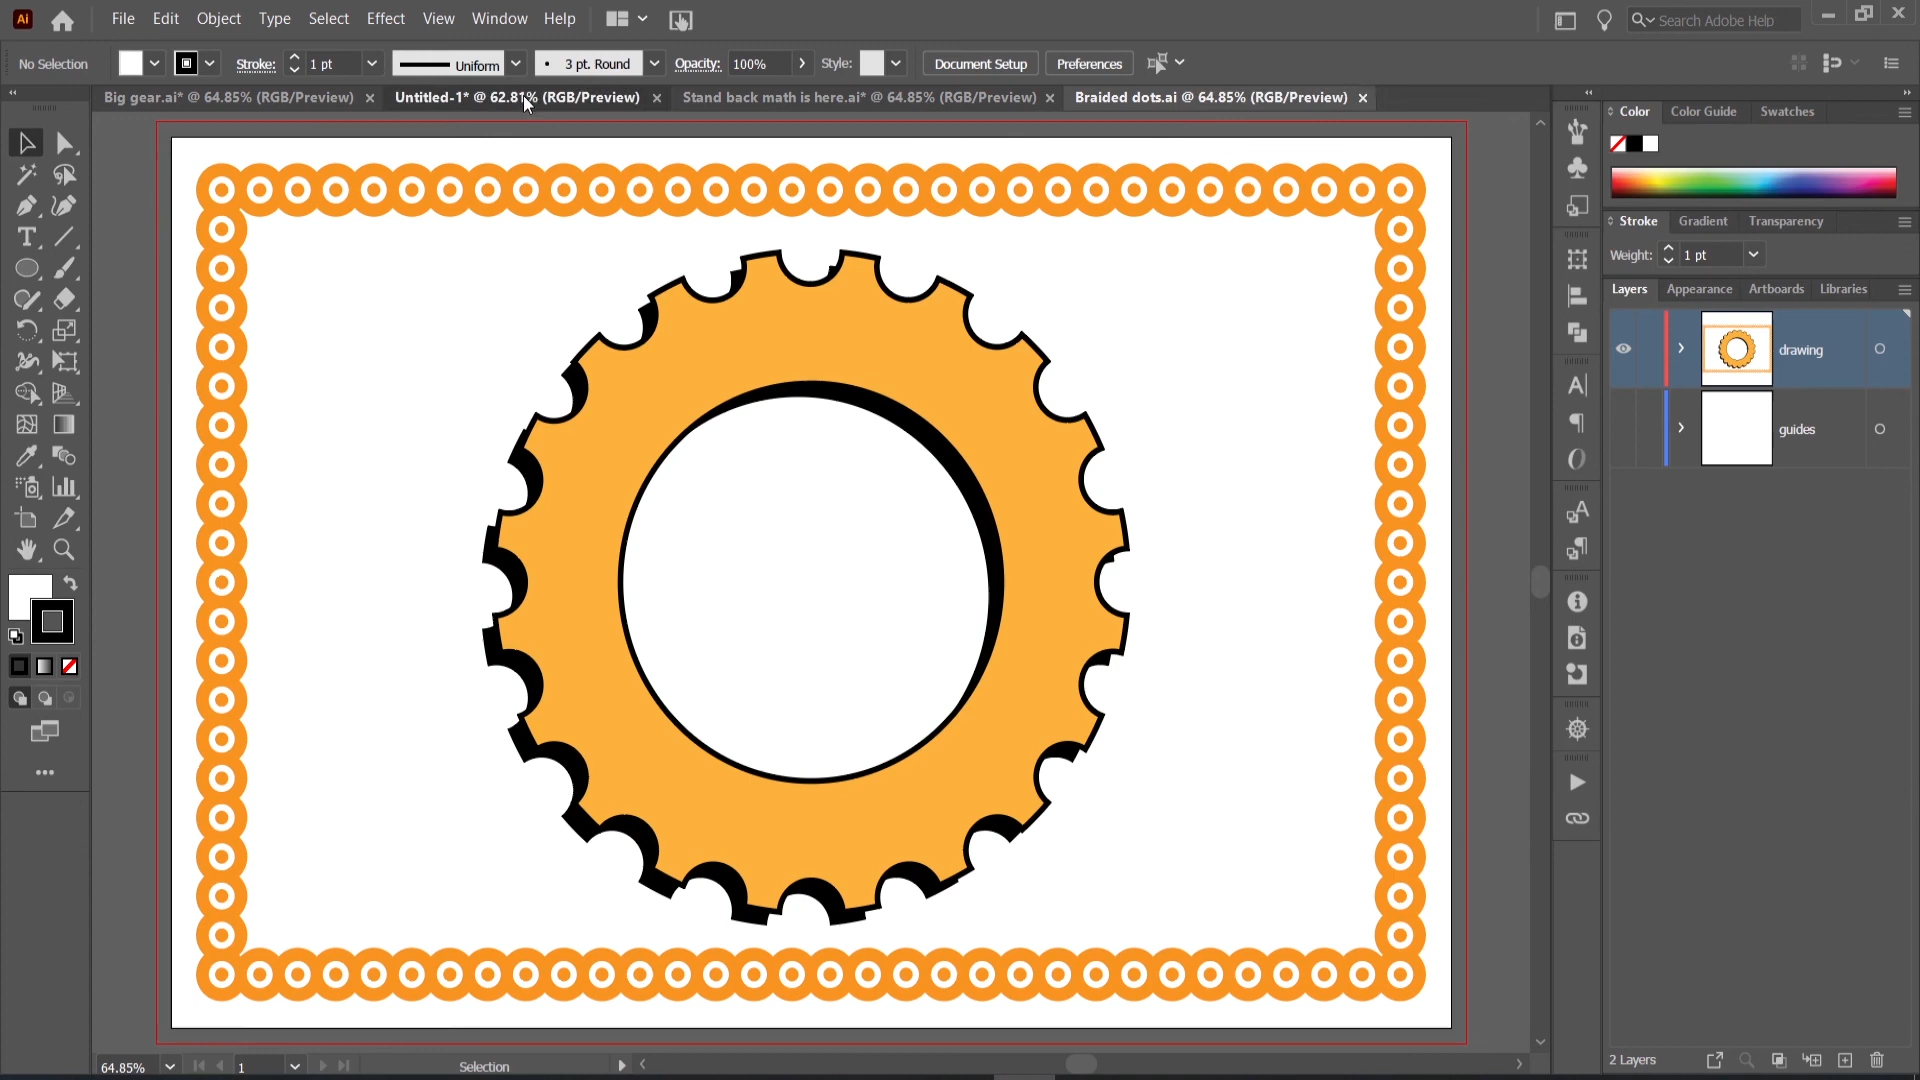 Ai File Edit Object Type Select Effect View Window Help Search Adobe Help
No Selection Stroke: 1 pt Uniform 3 pt. Round Opacity: 100% Style: Document Setup Preferences
Big gear.ai* @ 64.85% (RGB/Preview) Untitled-1* @ 62.81% (RGB/Preview) Stand back math is here.ai* @ 64.85% (RGB/Preview) Braided dots.ai @ 64.85% (RGB/Preview)
Color Color Guide Swatches
Stroke Gradient Transparency
Weight: 1 pt
Layers Appearance Artboards Libraries
drawing
guides
64.85% 1 Selection
2 Layers